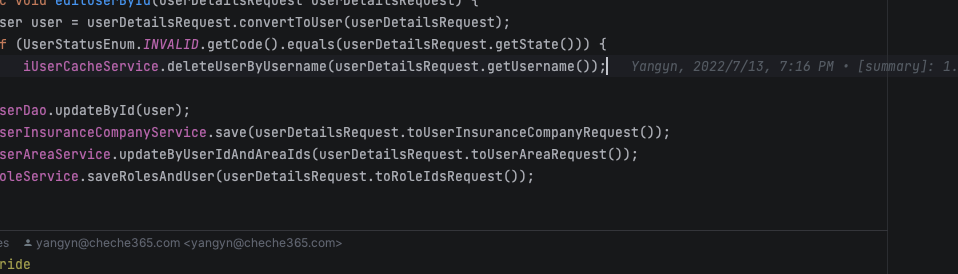 c void editUserById(UserDetailsRequest userDetailsRequest) {
ser user = userDetailsRequest.convertToUser(userDetailsRequest);
f (UserStatusEnum.INVALID.getCode().equals(userDetailsRequest.getState())) {
iUserCacheService.deleteUserByUsername(userDetailsRequest.getUsername()); Yangyn, 2022/7/13, 7:16 PM • [summary]: 1.
serDao.updateById(user);
serInsuranceCompanyService.save(userDetailsRequest.toUserInsuranceCompanyRequest());
serAreaService.updateByUserIdAndAreaIds(userDetailsRequest.toUserAreaRequest());
oleService.saveRolesAndUser(userDetailsRequest.toRoleIdsRequest());
es yangyn@cheche365.com <yangyn@cheche365.com>
ride